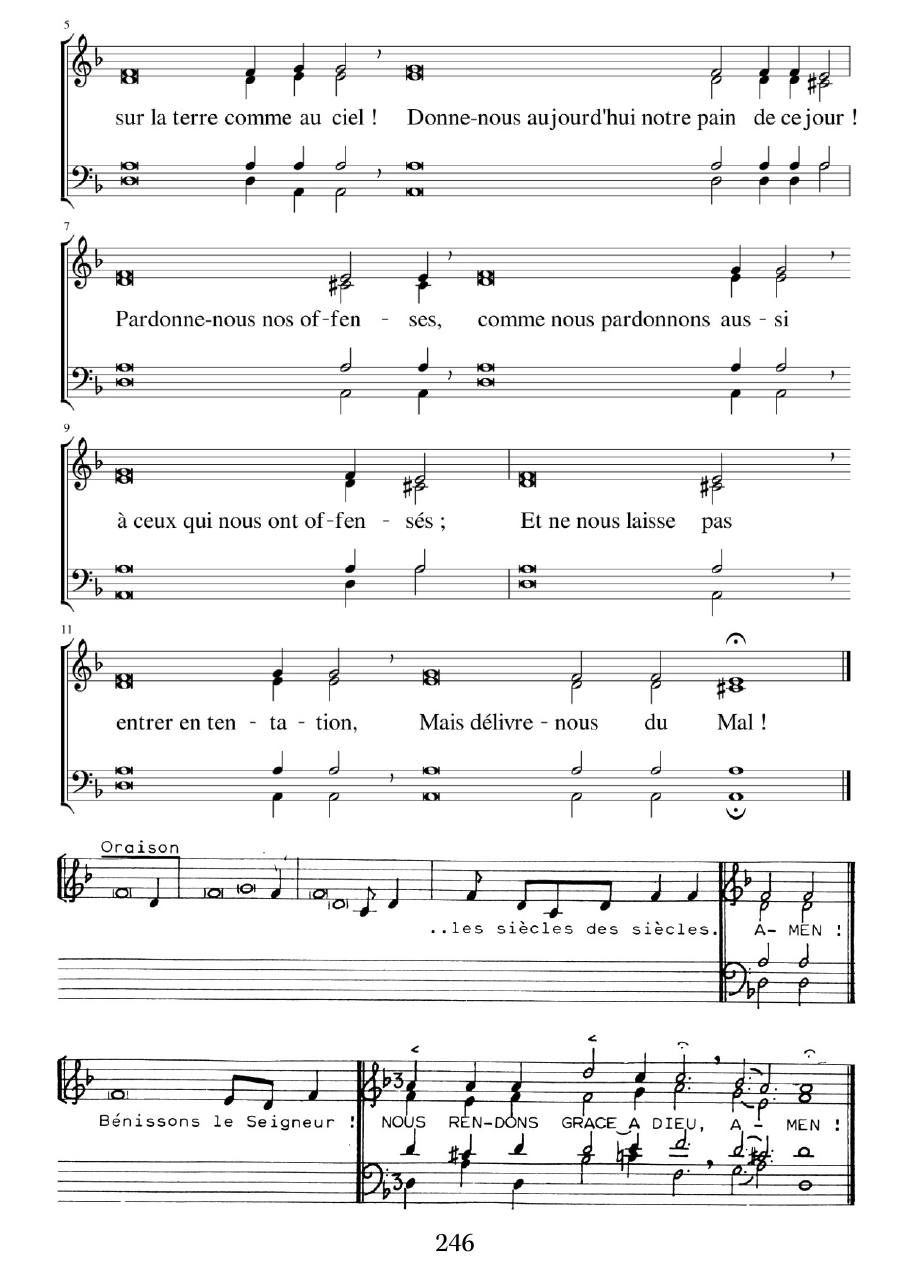 5
sur la terre comme au ciel ! Donne-nous aujourd'hui notre pain de ce jour !
7
Pardonne-nous nos of-fen - ses, comme nous pardonnons aus - si
9
à ceux qui nous ont of-fen - sés ; Et ne nous laisse pas
11
entrer en ten - ta - tion, Mais délivre - nous du Mal !
Oraison
..les siècles des siècles. A- MEN !
3
Bénissons le Seigneur ! NOUS REN-DONS GRACE A DIEU, A - MEN !
3
246